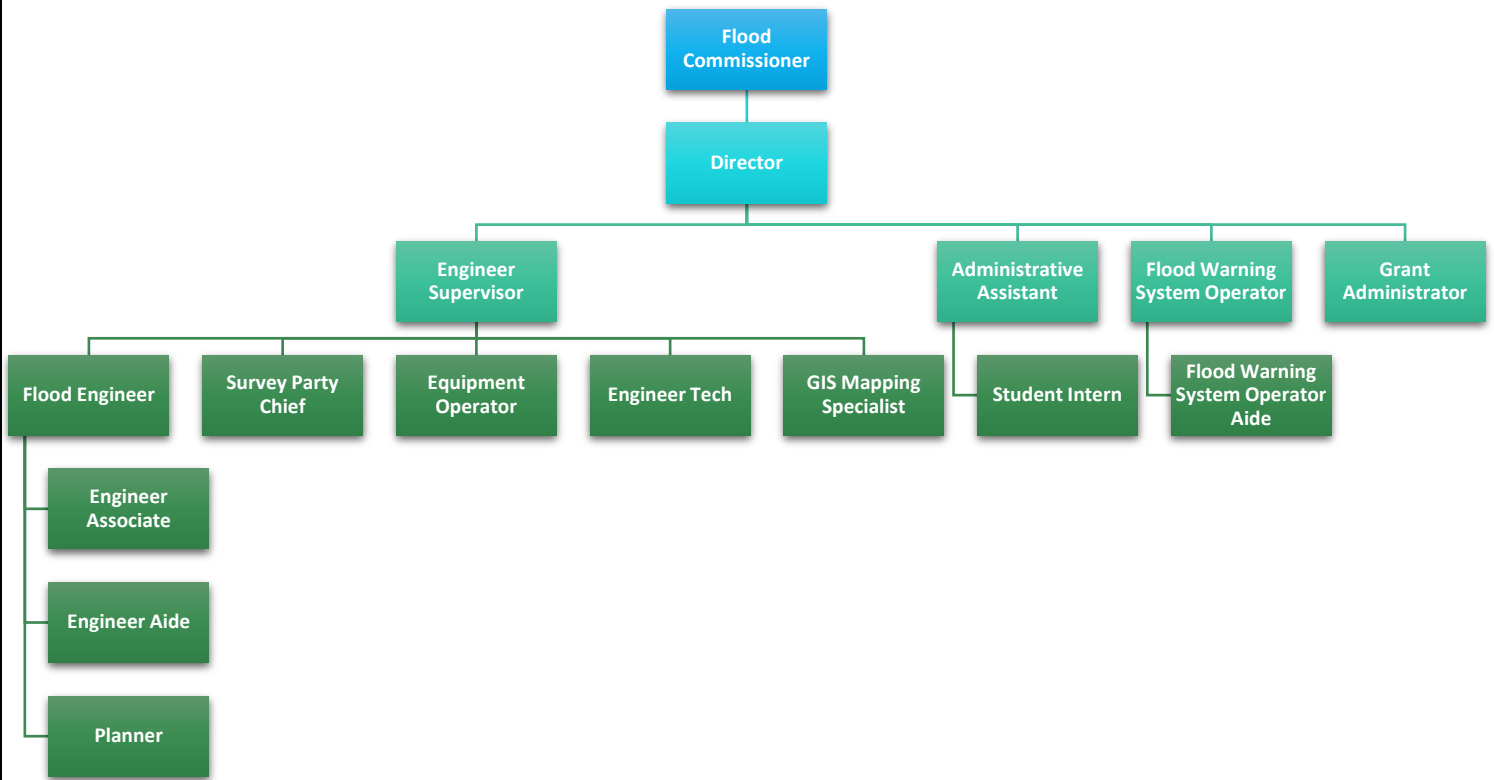 Flood
Commissioner
Director
Engineer
Supervisor
Administrative
Assistant
Flood Warning
System Operator
Grant
Administrator
Flood Engineer
Survey Party
Chief
Equipment
Operator
Engineer Tech
GIS Mapping
Specialist
Student Intern
Flood Warning
System Operator
Aide
Engineer
Associate
Engineer Aide
Planner